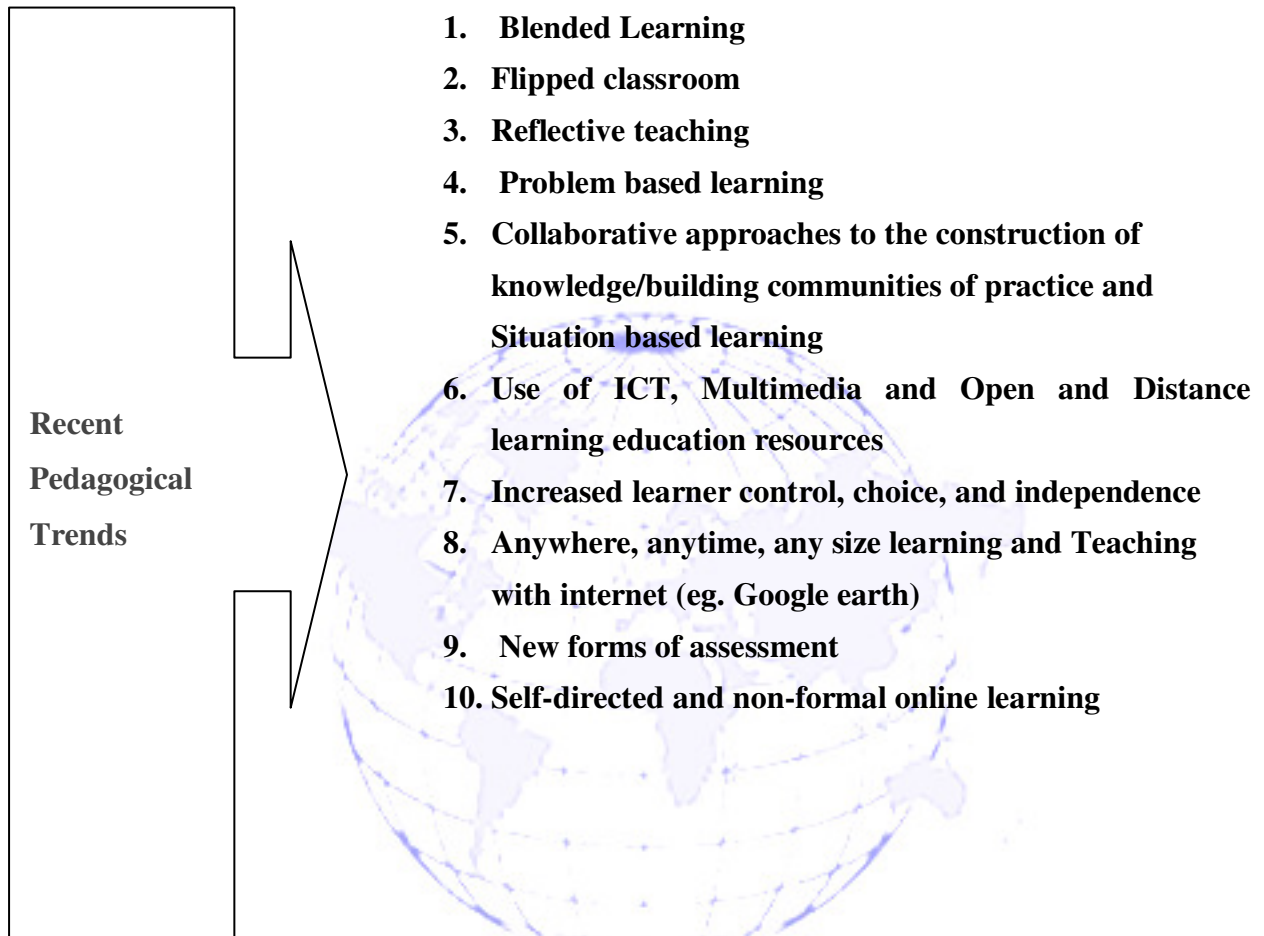 Recent
Pedagogical
Trends
1. Blended Learning
2. Flipped classroom
3. Reflective teaching
4. Problem based learning
5. Collaborative approaches to the construction of
knowledge/building communities of practice and
Situation based learning
6. Use of ICT, Multimedia and Open and Distance
learning education resources
7. Increased learner control, choice, and independence
8. Anywhere, anytime, any size learning and Teaching
with internet (eg. Google earth)
9. New forms of assessment
10. Self-directed and non-formal online learning